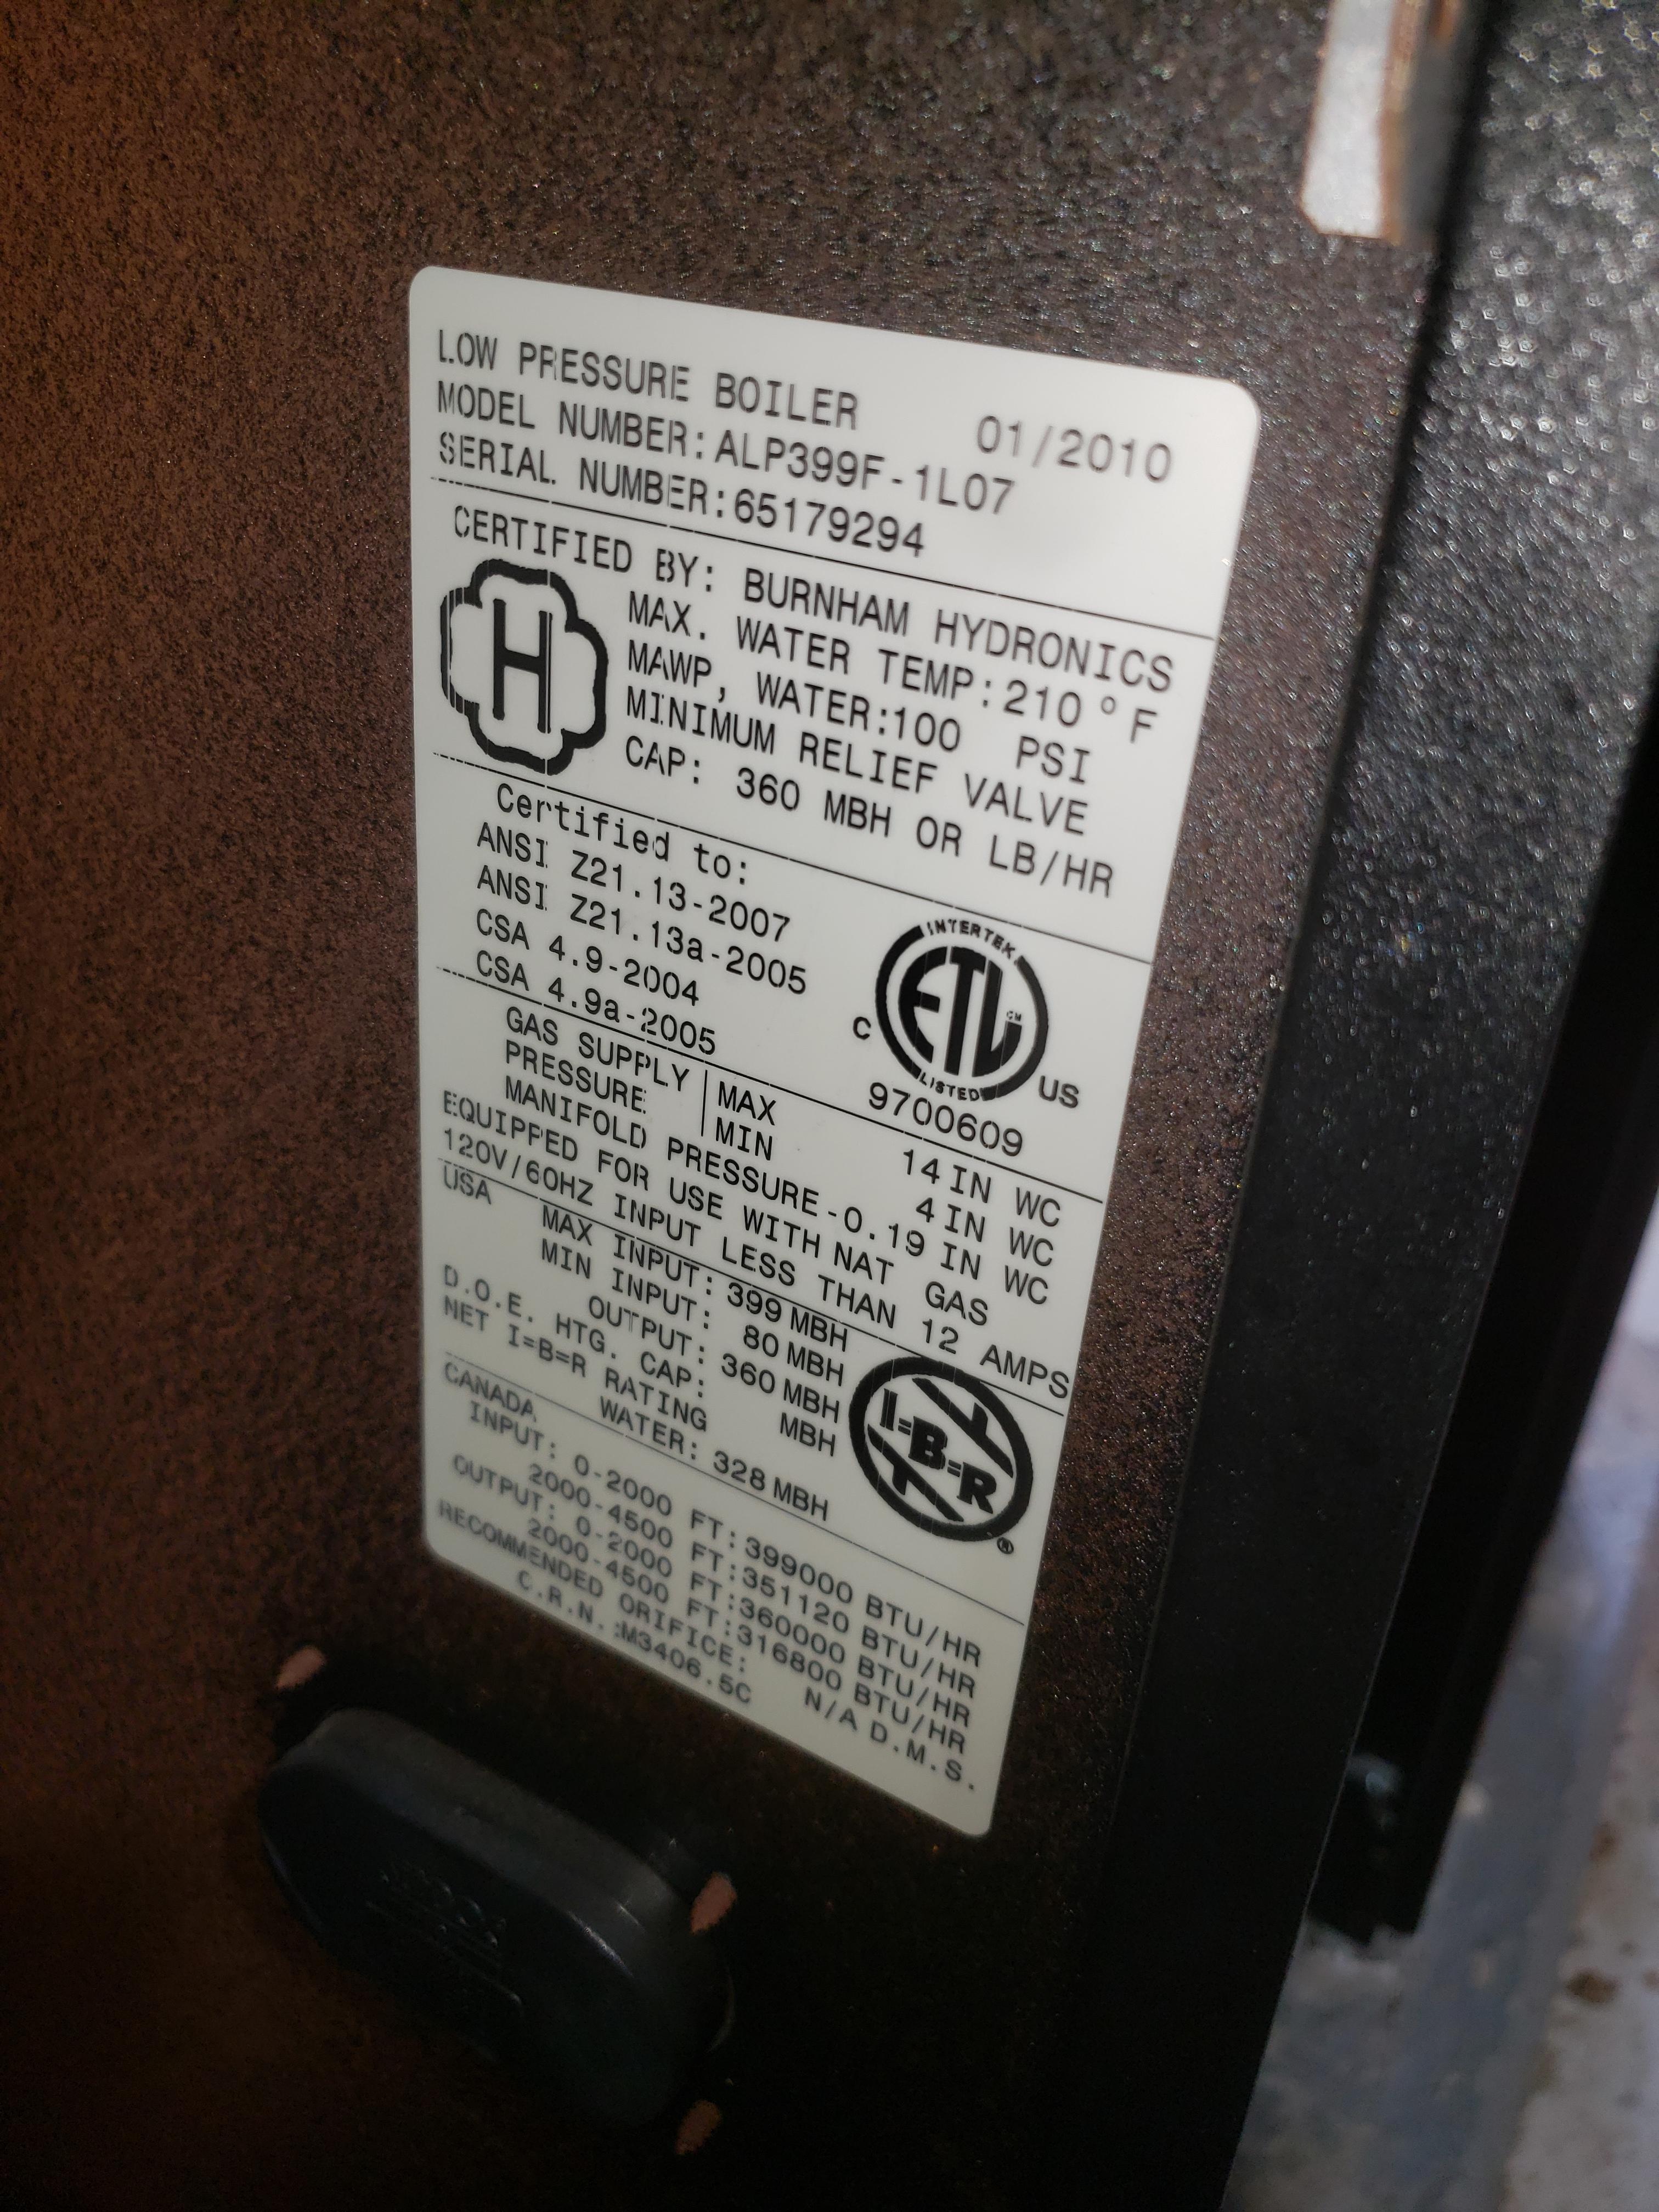 LOW PRESSURE BOILER 01/2010
MODEL NUMBER:ALP399F-1L07
SERIAL NUMBER:65179294
CERTIFIED BY: BURNHAM HYDRONICS
H
MAX. WATER TEMP:210°F
MAWP, WATER:100 PSI
MINIMUM RELIEF VALVE
CAP: 360 MBH OR LB/HR
Certified to:
ANSI Z21.13-2007
ANSI Z21.13a-2005
CSA 4.9-2004
CSA 4.9a-2005
INTERTEK
ETL CM
LISTED
C US
9700609
GAS SUPPLY MAX 14 IN WC
PRESSURE MIN 4 IN WC
MANIFOLD PRESSURE-0.19 IN WC
EQUIPPED FOR USE WITH NAT GAS
120V/60HZ INPUT LESS THAN 12 AMPS
USA MAX INPUT: 399 MBH
MIN INPUT: 80 MBH
OUTPUT: 360 MBH
D.O.E. HTG. CAP: MBH
NET I=B=R RATING
WATER: 328 MBH
I=B=R ®
CANADA
INPUT: 0-2000 FT:399000 BTU/HR
2000-4500 FT:351120 BTU/HR
OUTPUT: 0-2000 FT:360000 BTU/HR
2000-4500 FT:316800 BTU/HR
RECOMMENDED ORIFICE: N/A D.M.S.
C.R.N.:M3406.5C